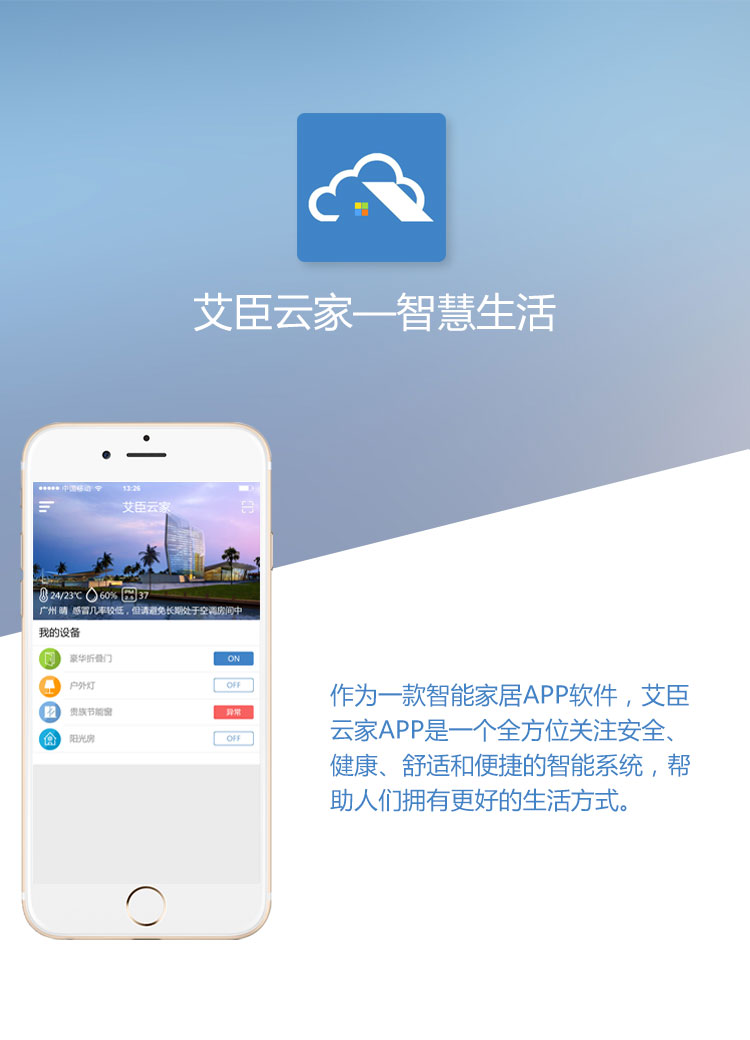 艾臣云家—智慧生活
中国移动 13:26
艾臣云家
24/23℃ 60% PM 2.5 37
广州 晴 感冒几率较低，但请避免长期处于空调房间中
我的设备
豪华折叠门 ON
户外灯 OFF
贵族节能窗 异常
阳光房 OFF
作为一款智能家居APP软件，艾臣
云家APP是一个全方位关注安全、
健康、舒适和便捷的智能系统，帮
助人们拥有更好的生活方式。